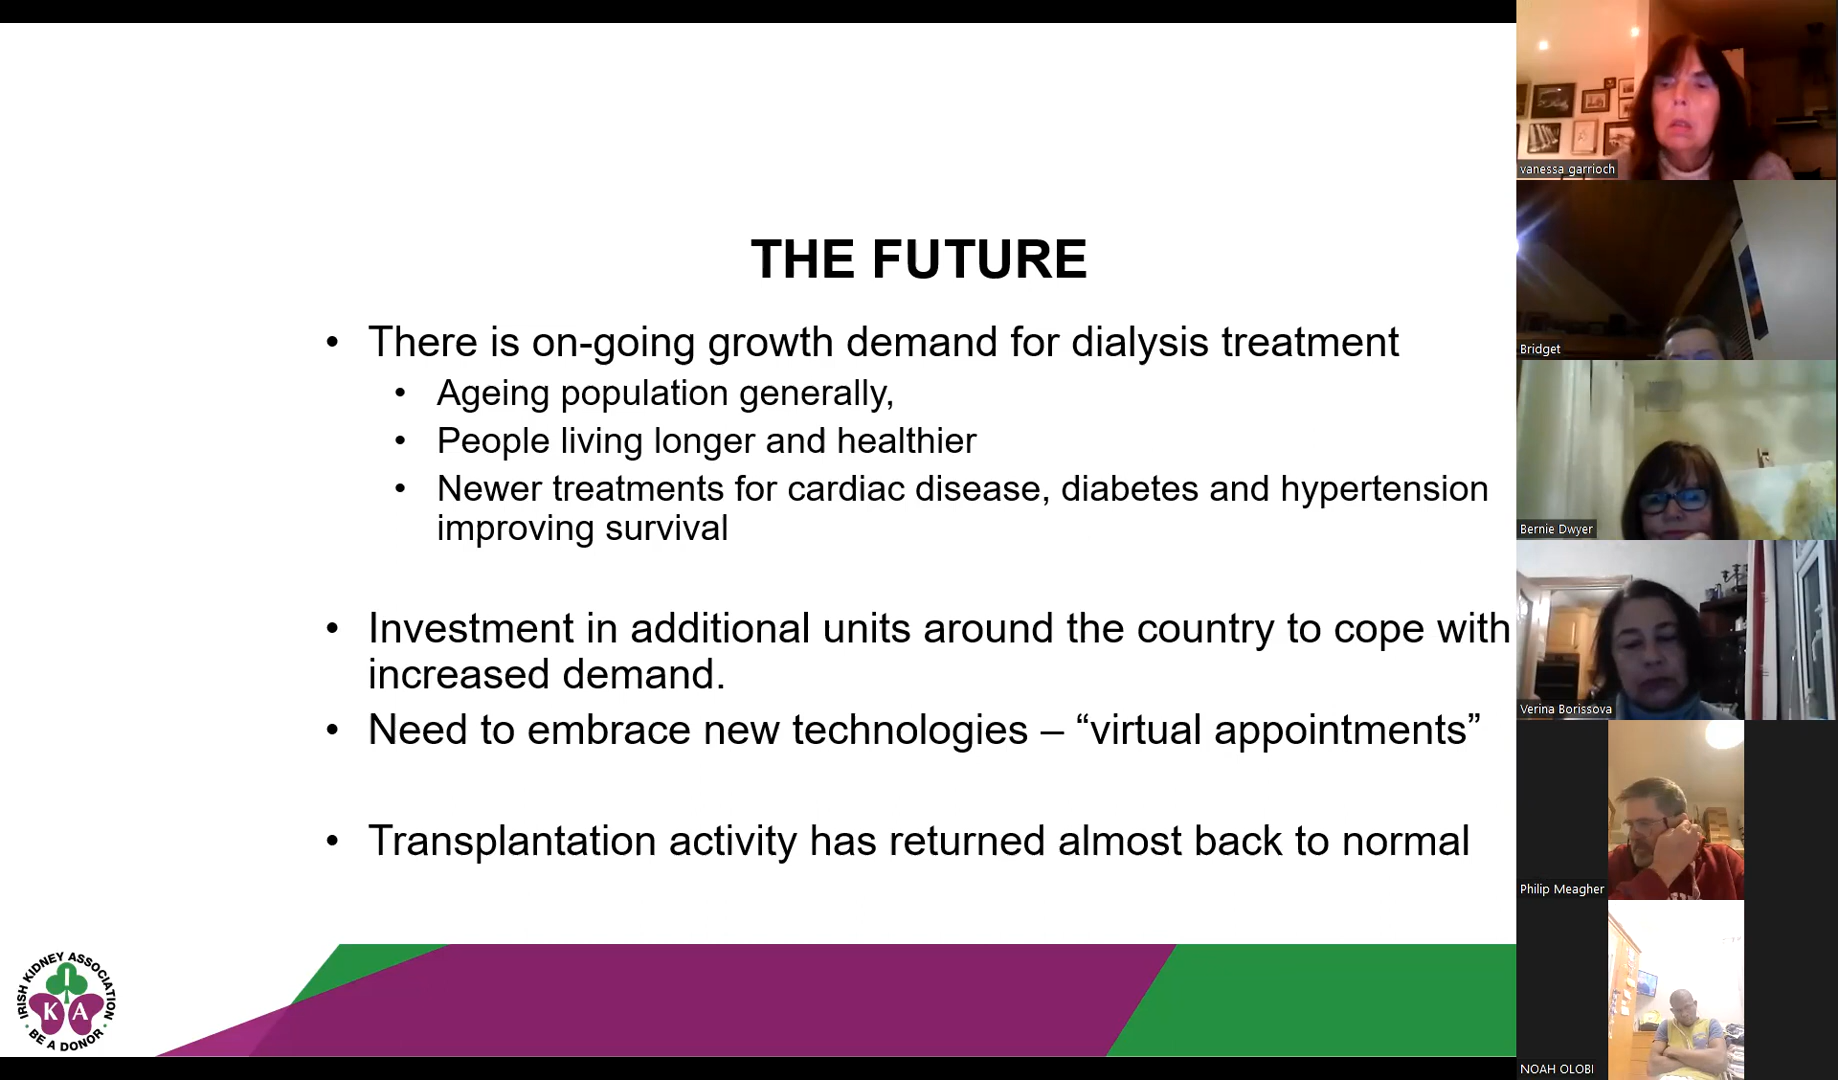 THE FUTURE
• There is on-going growth demand for dialysis treatment
• Ageing population generally,
• People living longer and healthier
• Newer treatments for cardiac disease, diabetes and hypertension
improving survival
• Investment in additional units around the country to cope with
increased demand.
• Need to embrace new technologies – “virtual appointments”
• Transplantation activity has returned almost back to normal
IRISH KIDNEY ASSOCIATION
I
K A
• BE A DONOR •
vanessa garrioch
Bridget
Bernie Dwyer
Verina Borissova
Philip Meagher
NOAH OLOBI